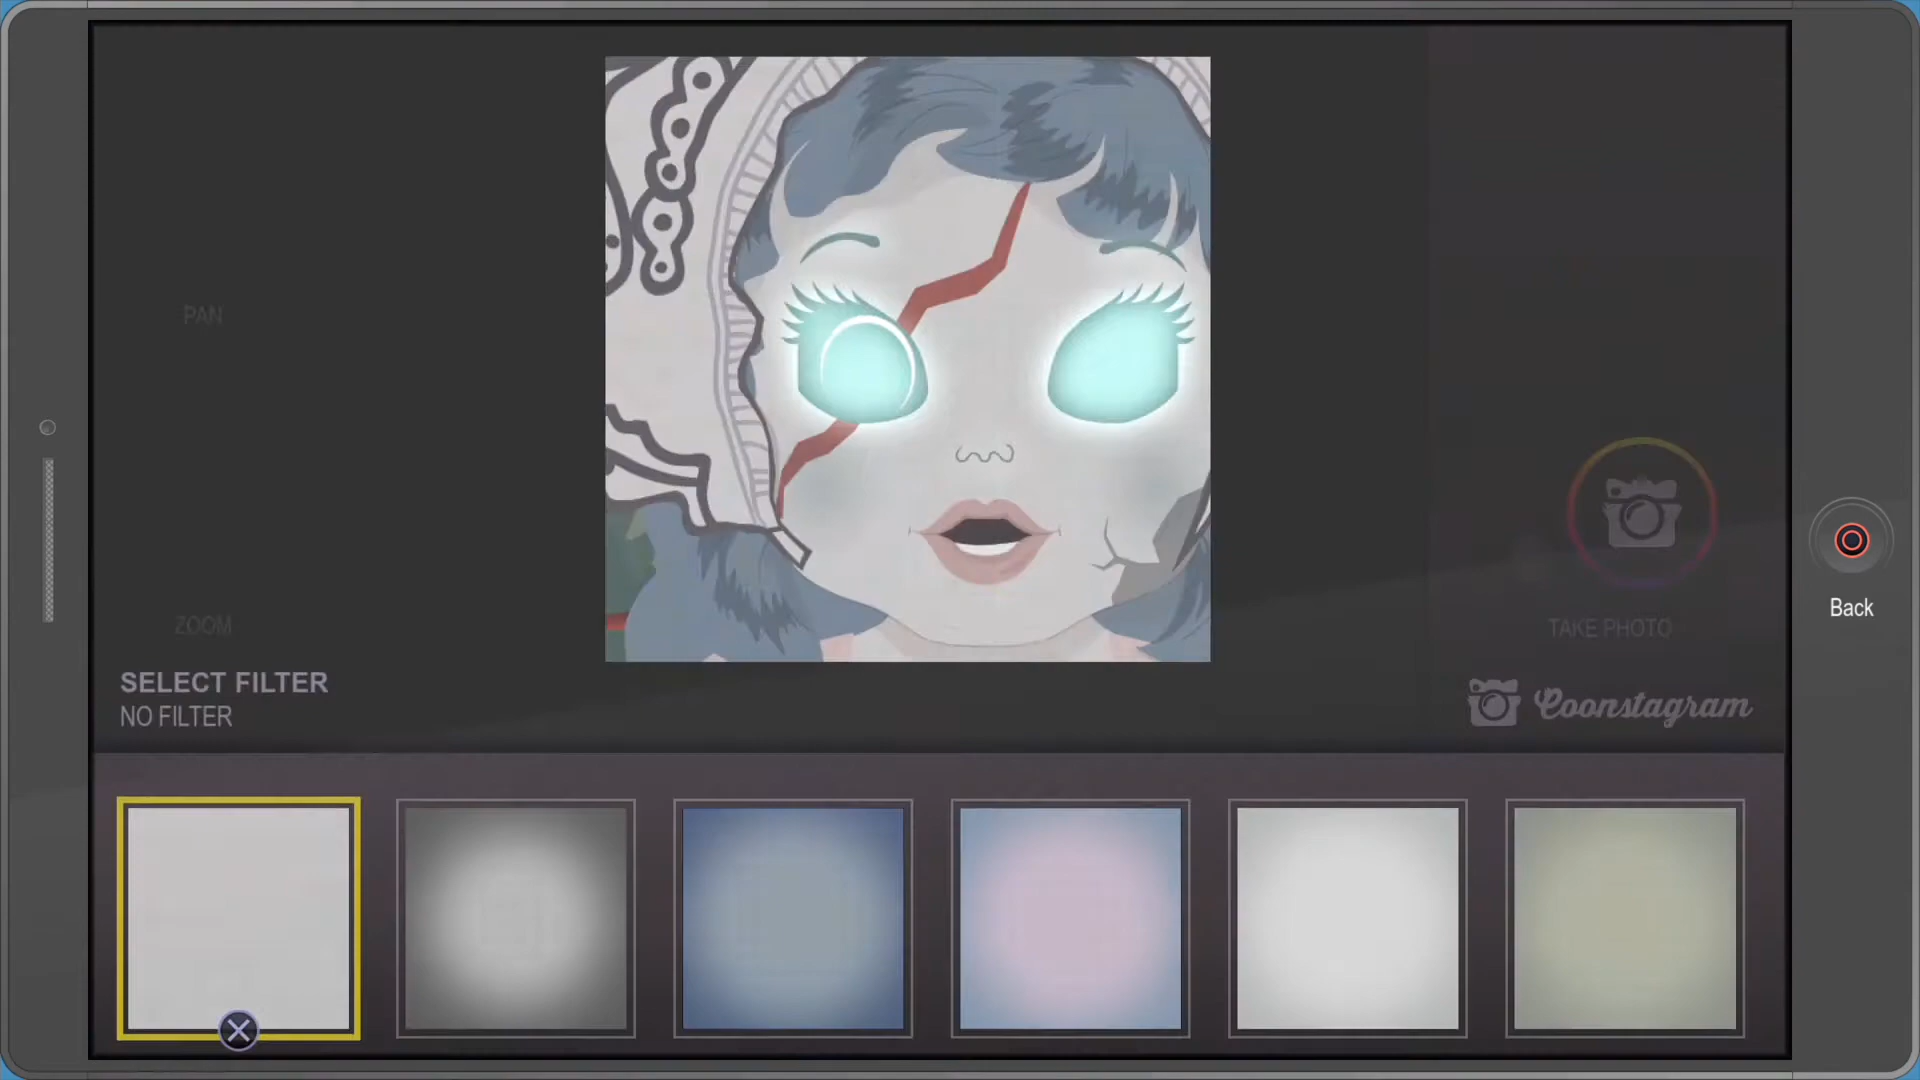 PAN
ZOOM
TAKE PHOTO
Back
SELECT FILTER
NO FILTER
Coonstagram